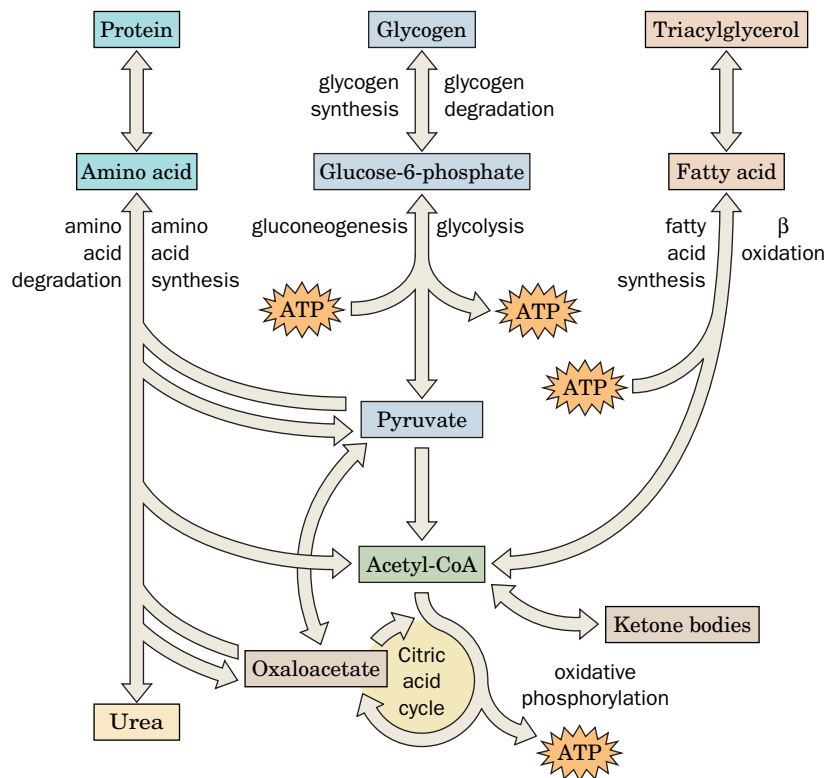 Protein
Glycogen
Triacylglycerol
glycogen
synthesis
glycogen
degradation
Amino acid
Glucose-6-phosphate
Fatty acid
amino
acid
degradation
amino
acid
synthesis
gluconeogenesis
glycolysis
fatty
acid
synthesis
β
oxidation
ATP
ATP
ATP
Pyruvate
Acetyl-CoA
Ketone bodies
Oxaloacetate
Citric
acid
cycle
oxidative
phosphorylation
Urea
ATP